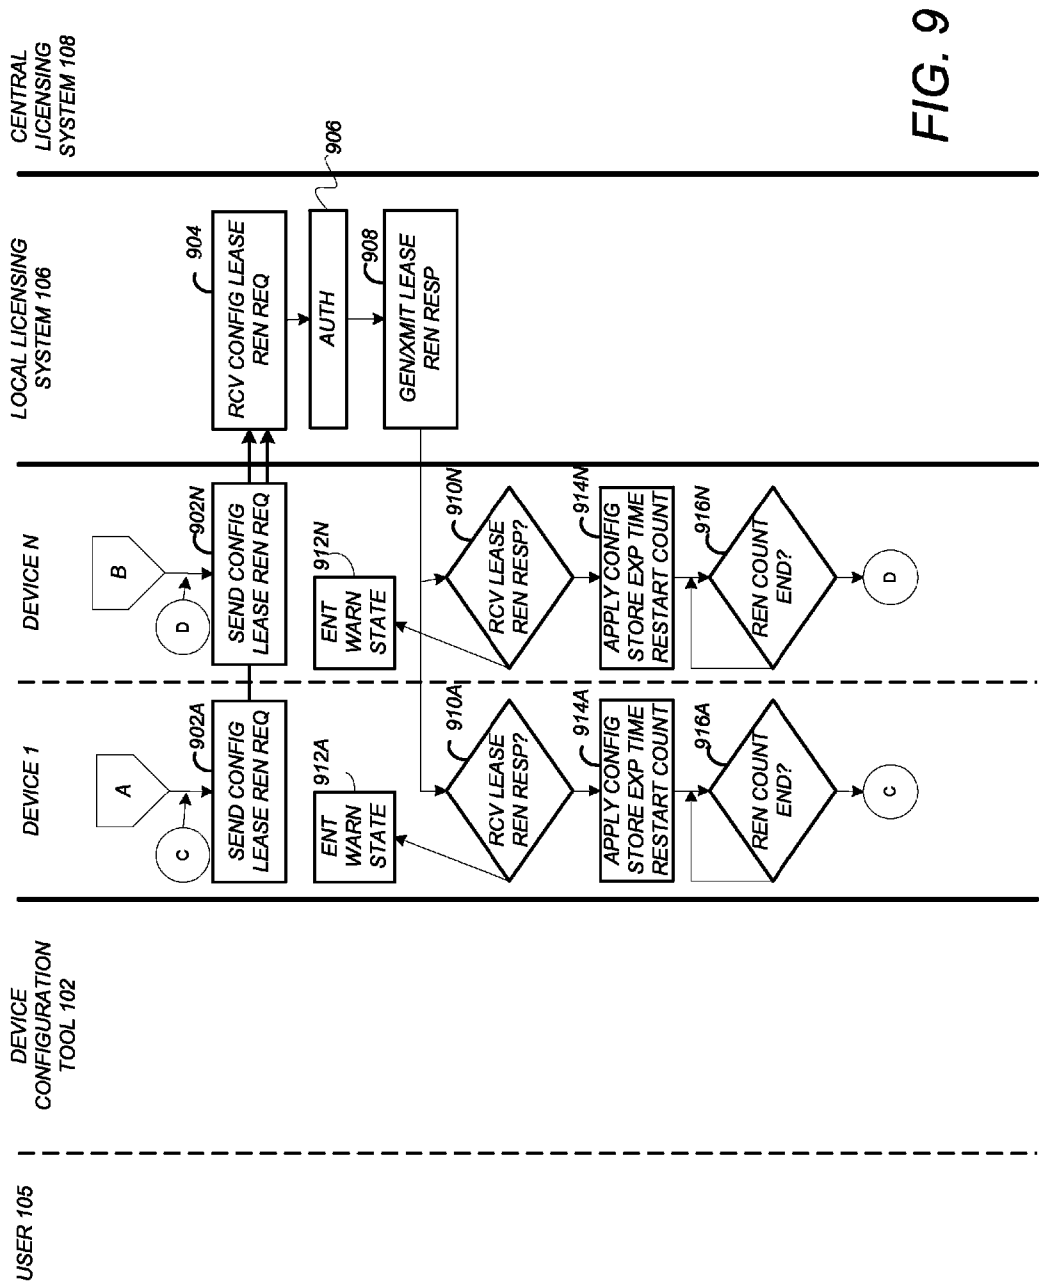 USER 105
DEVICE
CONFIGURATION
TOOL 102
DEVICE 1
DEVICE N
LOCAL LICENSING
SYSTEM 106
CENTRAL
LICENSING
SYSTEM 108
A
C
902A
SEND CONFIG
LEASE REN REQ
B
D
902N
SEND CONFIG
LEASE REN REQ
904
RCV CONFIG LEASE
REN REQ
906
AUTH
908
GEN/XMIT LEASE
REN RESP
912A
ENT
WARN
STATE
912N
ENT
WARN
STATE
910A
RCV LEASE
REN RESP?
910N
RCV LEASE
REN RESP?
914A
APPLY CONFIG
STORE EXP TIME
RESTART COUNT
914N
APPLY CONFIG
STORE EXP TIME
RESTART COUNT
916A
REN COUNT
END?
916N
REN COUNT
END?
C
D
FIG. 9